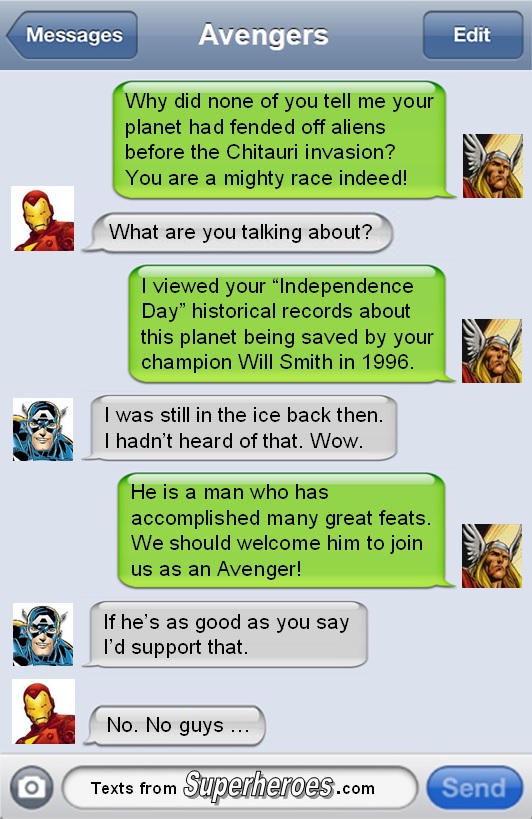 Messages
Avengers
Edit
Why did none of you tell me your
planet had fended off aliens
before the Chitauri invasion?
You are a mighty race indeed!
What are you talking about?
I viewed your “Independence
Day” historical records about
this planet being saved by your
champion Will Smith in 1996.
I was still in the ice back then.
I hadn’t heard of that. Wow.
He is a man who has
accomplished many great feats.
We should welcome him to join
us as an Avenger!
If he’s as good as you say
I’d support that.
No. No guys ...
Texts from Superheroes.com
Send